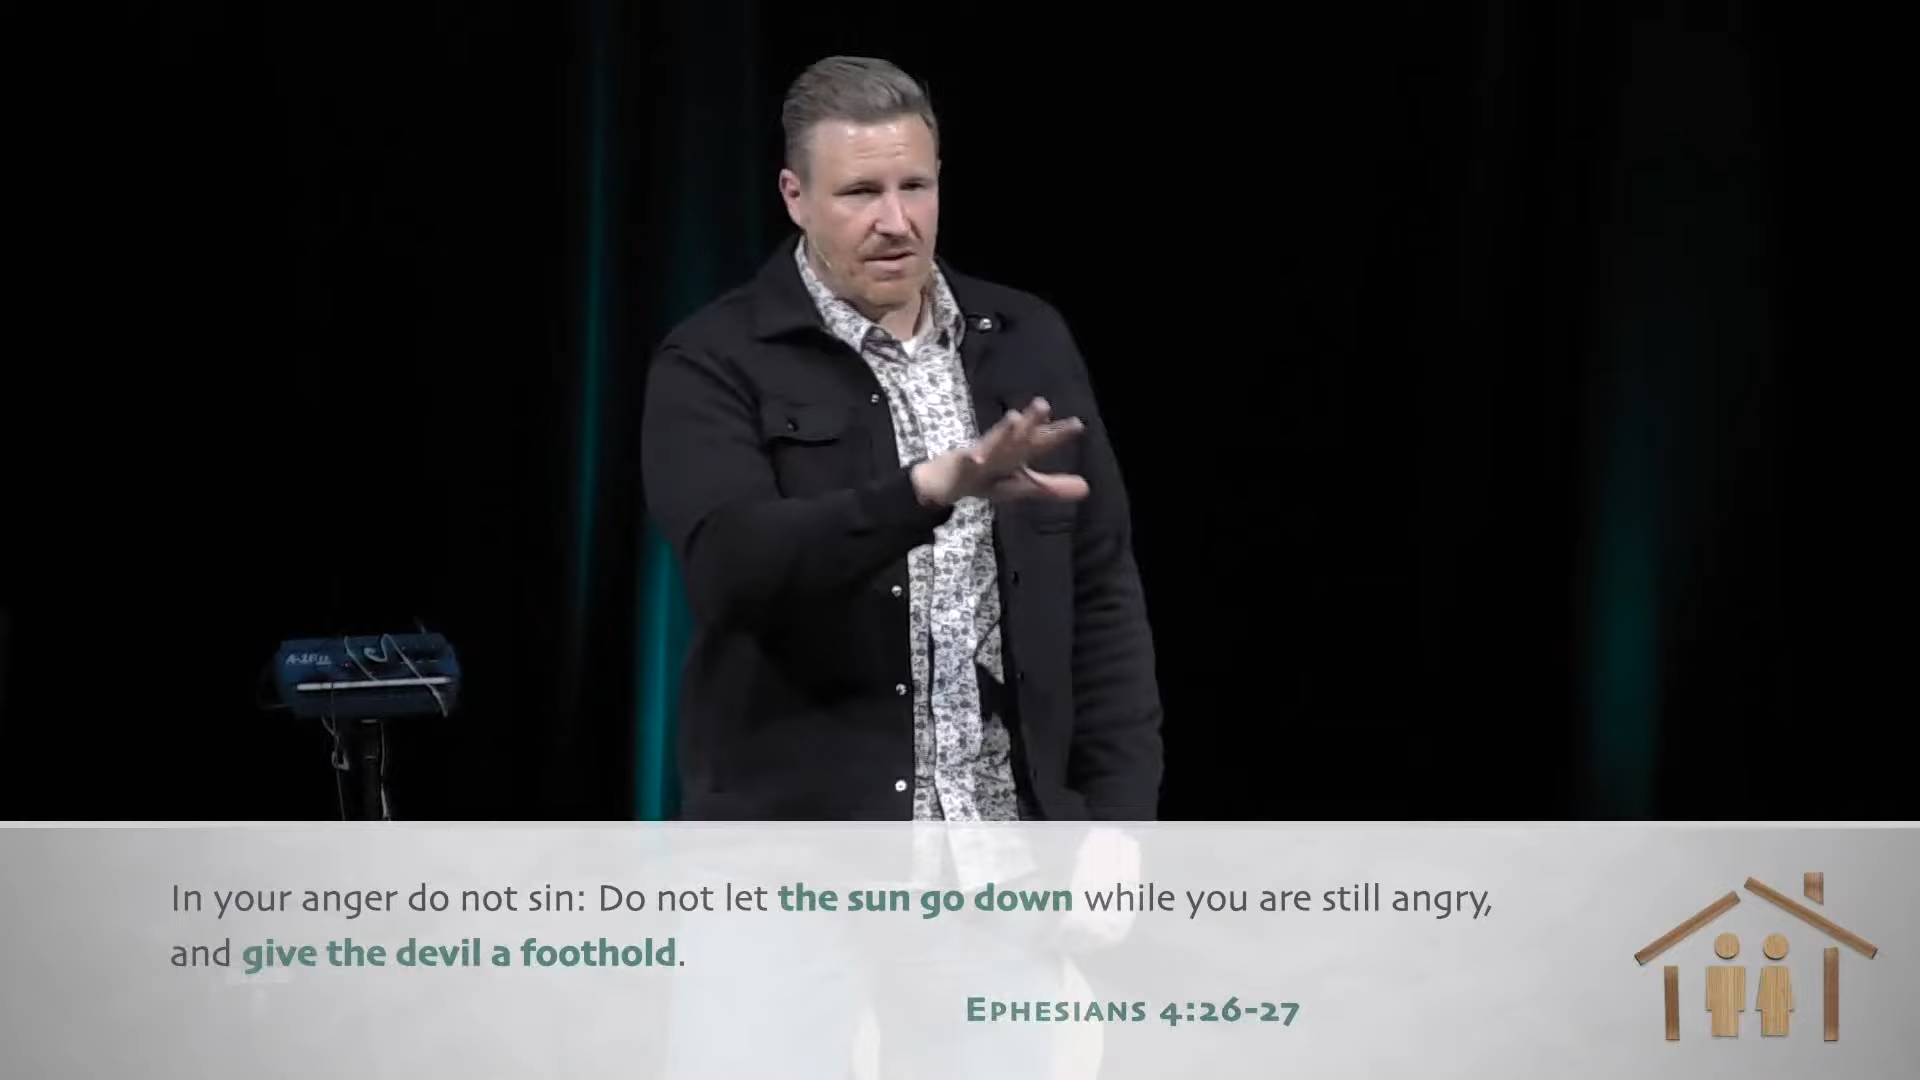 In your anger do not sin: Do not let the sun go down while you are still angry,
and give the devil a foothold.
EPHESIANS 4:26-27